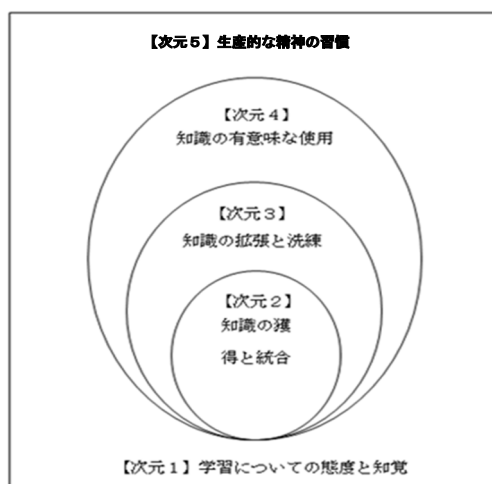 【次元５】生産的な精神の習慣
【次元４】
知識の有意味な使用
【次元３】
知識の拡張と洗練
【次元２】
知識の獲
得と統合
【次元１】学習についての態度と知覚